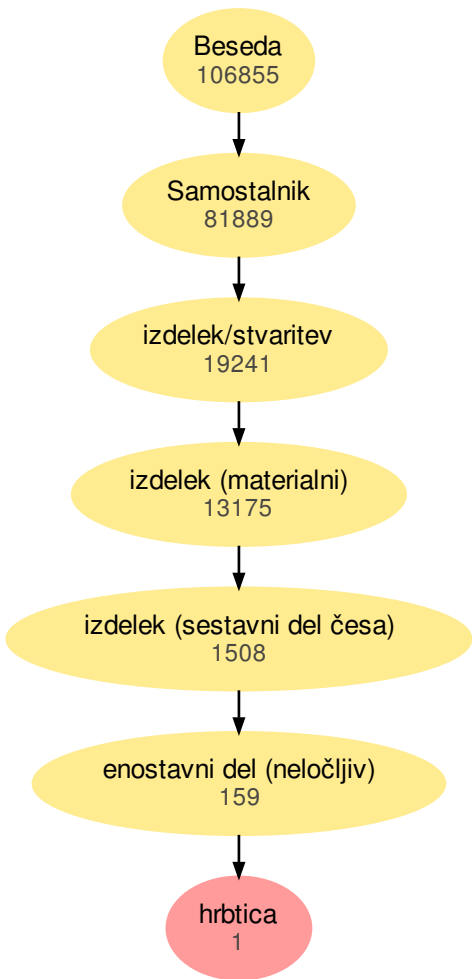 Beseda
106855
Samostalnik
81889
izdelek/stvaritev
19241
izdelek (materialni)
13175
izdelek (sestavni del česa)
1508
enostavni del (neločljiv)
159
hrbtica
1